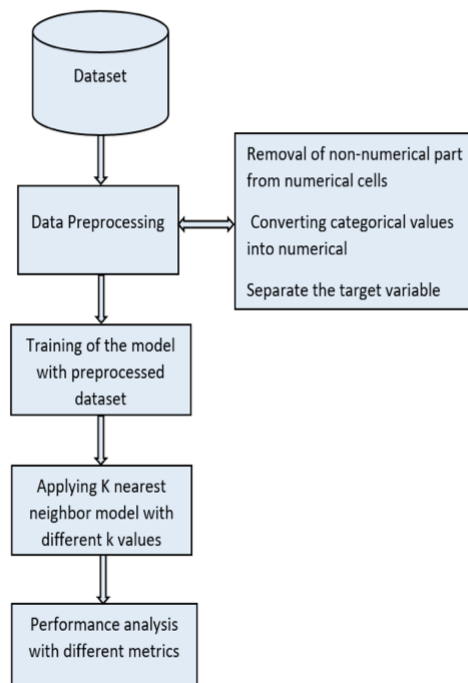 Dataset
Data Preprocessing
Removal of non-numerical part
from numerical cells
Converting categorical values
into numerical
Separate the target variable
Training of the model
with preprocessed
dataset
Applying K nearest
neighbor model with
different k values
Performance analysis
with different metrics